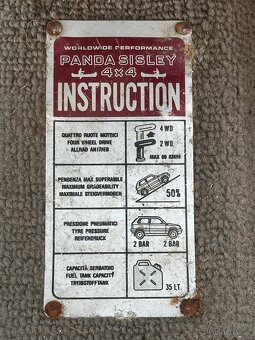 WORLDWIDE PERFORMANCE
PANDA SISLEY
4x4
INSTRUCTION
QUATTRO RUOTE MOTRICI
FOUR WHEEL DRIVE
ALLRAD ANTRIEB
4 WD
2 WD
MAX 60 KM/H
PENDENZA MAX SUPERABILE
MAXIMUM GRADEABILITY
MAXIMALE STEIGVERMOGEN
50%
PRESSIONE PNEUMATICI
TYRE PRESSURE
REIFENDRUCK
2 BAR 2 BAR
CAPACITÀ SERBATOIO
FUEL TANK CAPACITY
TREIBSTOFFTANK
35 LT.